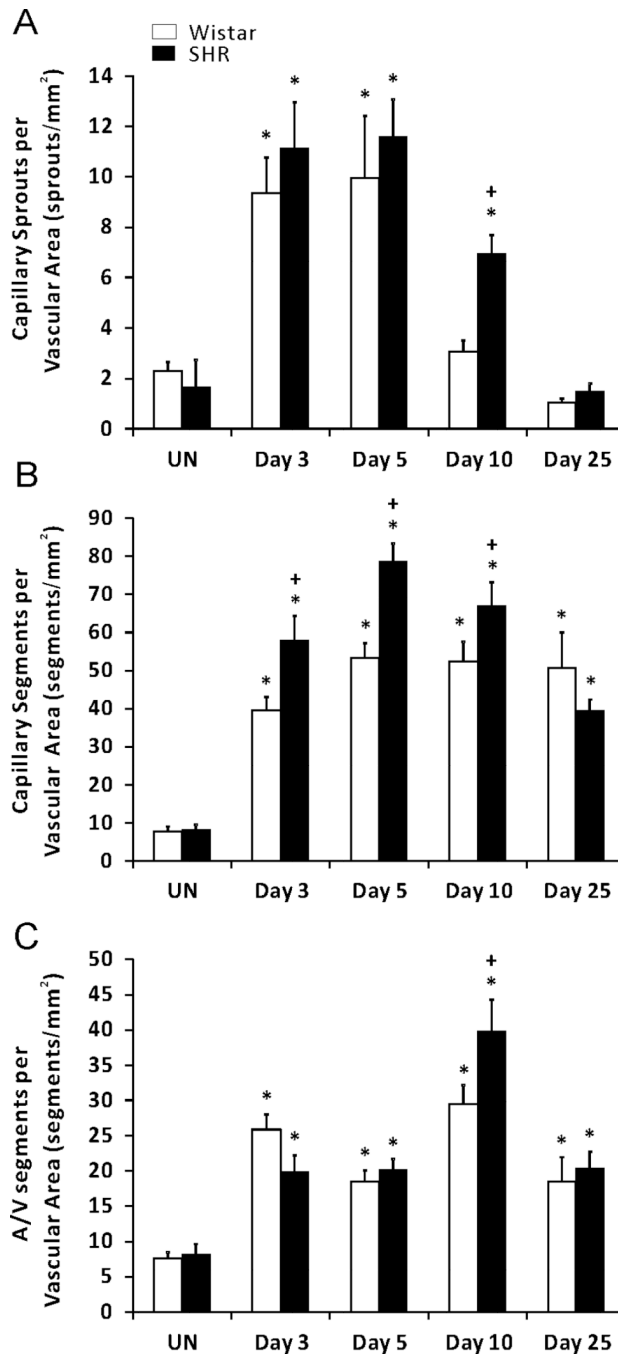 A
Wistar
SHR
Capillary Sprouts per
Vascular Area (sprouts/mm²)
14
12
10
8
6
4
2
0
* * * * + *
UN Day 3 Day 5 Day 10 Day 25
B
Capillary Segments per
Vascular Area (segments/mm²)
90
80
70
60
50
40
30
20
10
0
* + * * + * * + * * *
UN Day 3 Day 5 Day 10 Day 25
C
A/V segments per
Vascular Area (segments/mm²)
50
45
40
35
30
25
20
15
10
5
0
* * * * * + * * *
UN Day 3 Day 5 Day 10 Day 25